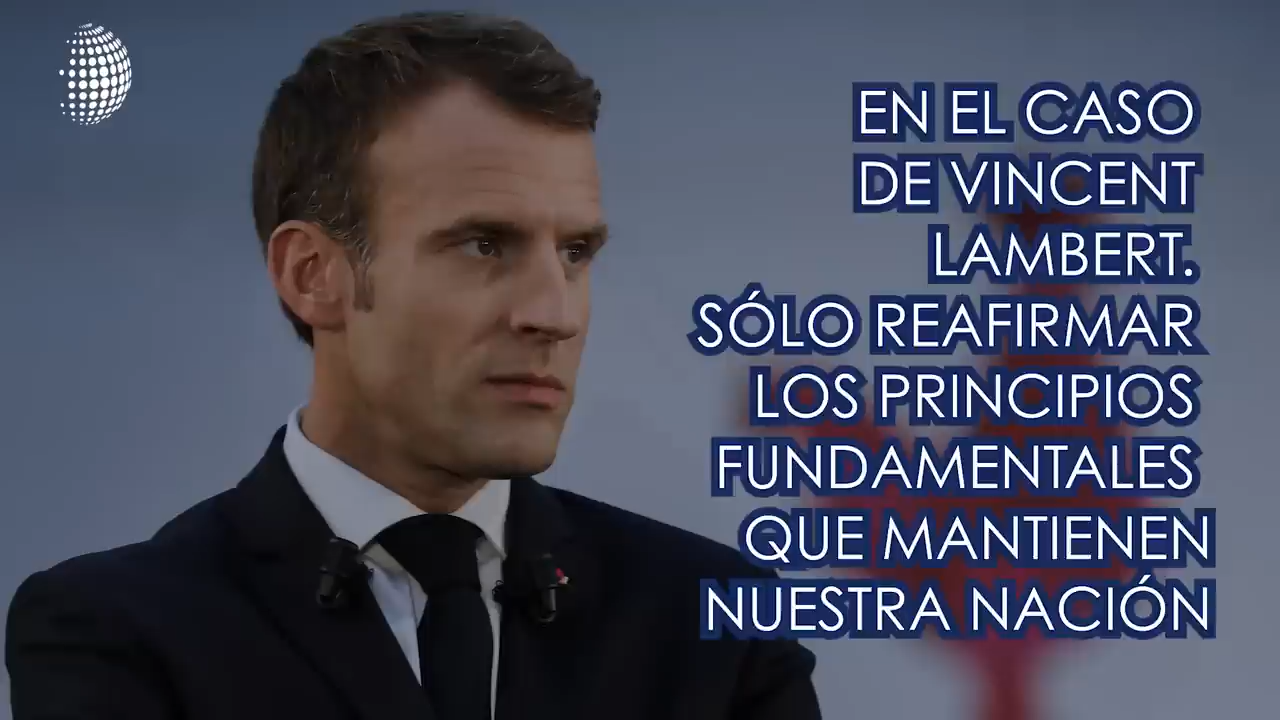 EN EL CASO
DE VINCENT
LAMBERT.
SÓLO REAFIRMAR
LOS PRINCIPIOS
FUNDAMENTALES
QUE MANTIENEN
NUESTRA NACIÓN